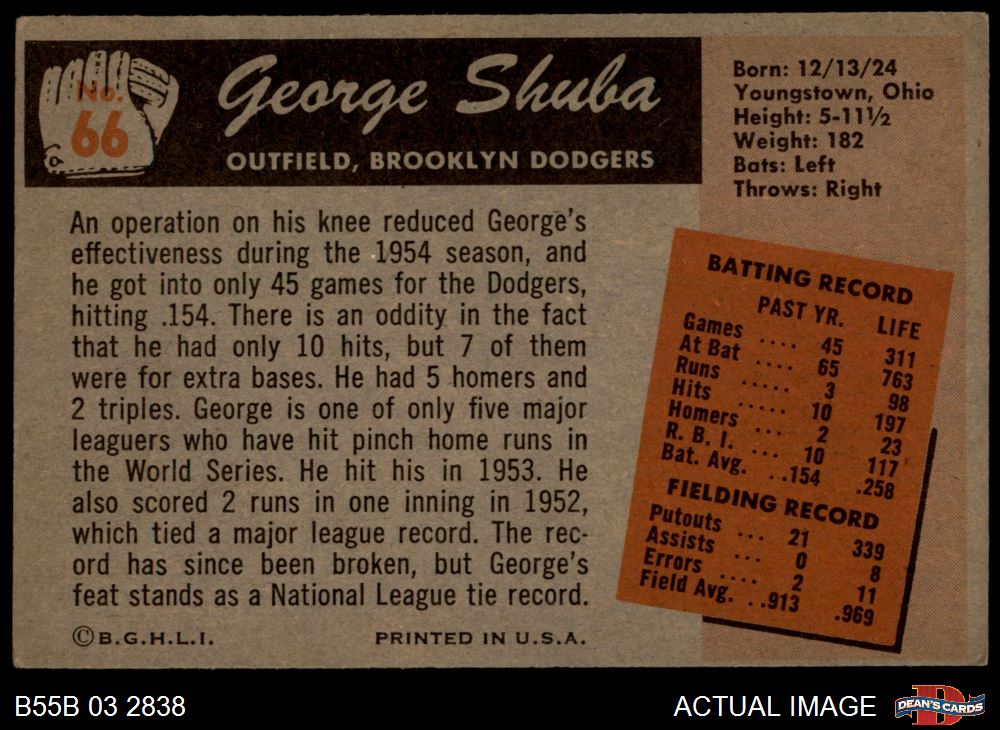 No.
66
George Shuba
OUTFIELD, BROOKLYN DODGERS
Born: 12/13/24
Youngstown, Ohio
Height: 5-11½
Weight: 182
Bats: Left
Throws: Right
An operation on his knee reduced George's
effectiveness during the 1954 season, and
he got into only 45 games for the Dodgers,
hitting .154. There is an oddity in the fact
that he had only 10 hits, but 7 of them
were for extra bases. He had 5 homers and
2 triples. George is one of only five major
leaguers who have hit pinch home runs in
the World Series. He hit his in 1953. He
also scored 2 runs in one inning in 1952,
which tied a major league record. The rec-
ord has since been broken, but George's
feat stands as a National League tie record.
©B.G.H.L.I. PRINTED IN U.S.A.
BATTING RECORD
PAST YR. LIFE
Games .... 45 311
At Bat .... 65 763
Runs ..... 3 98
Hits ..... 10 197
Homers ... 2 23
R. B. I. ... 10 117
Bat. Avg. ..154 .258
FIELDING RECORD
Putouts ... 21 339
Assists ... 0 8
Errors .... 2 11
Field Avg. ..913 .969
B55B 03 2838 ACTUAL IMAGE
D
DEAN'S CARDS